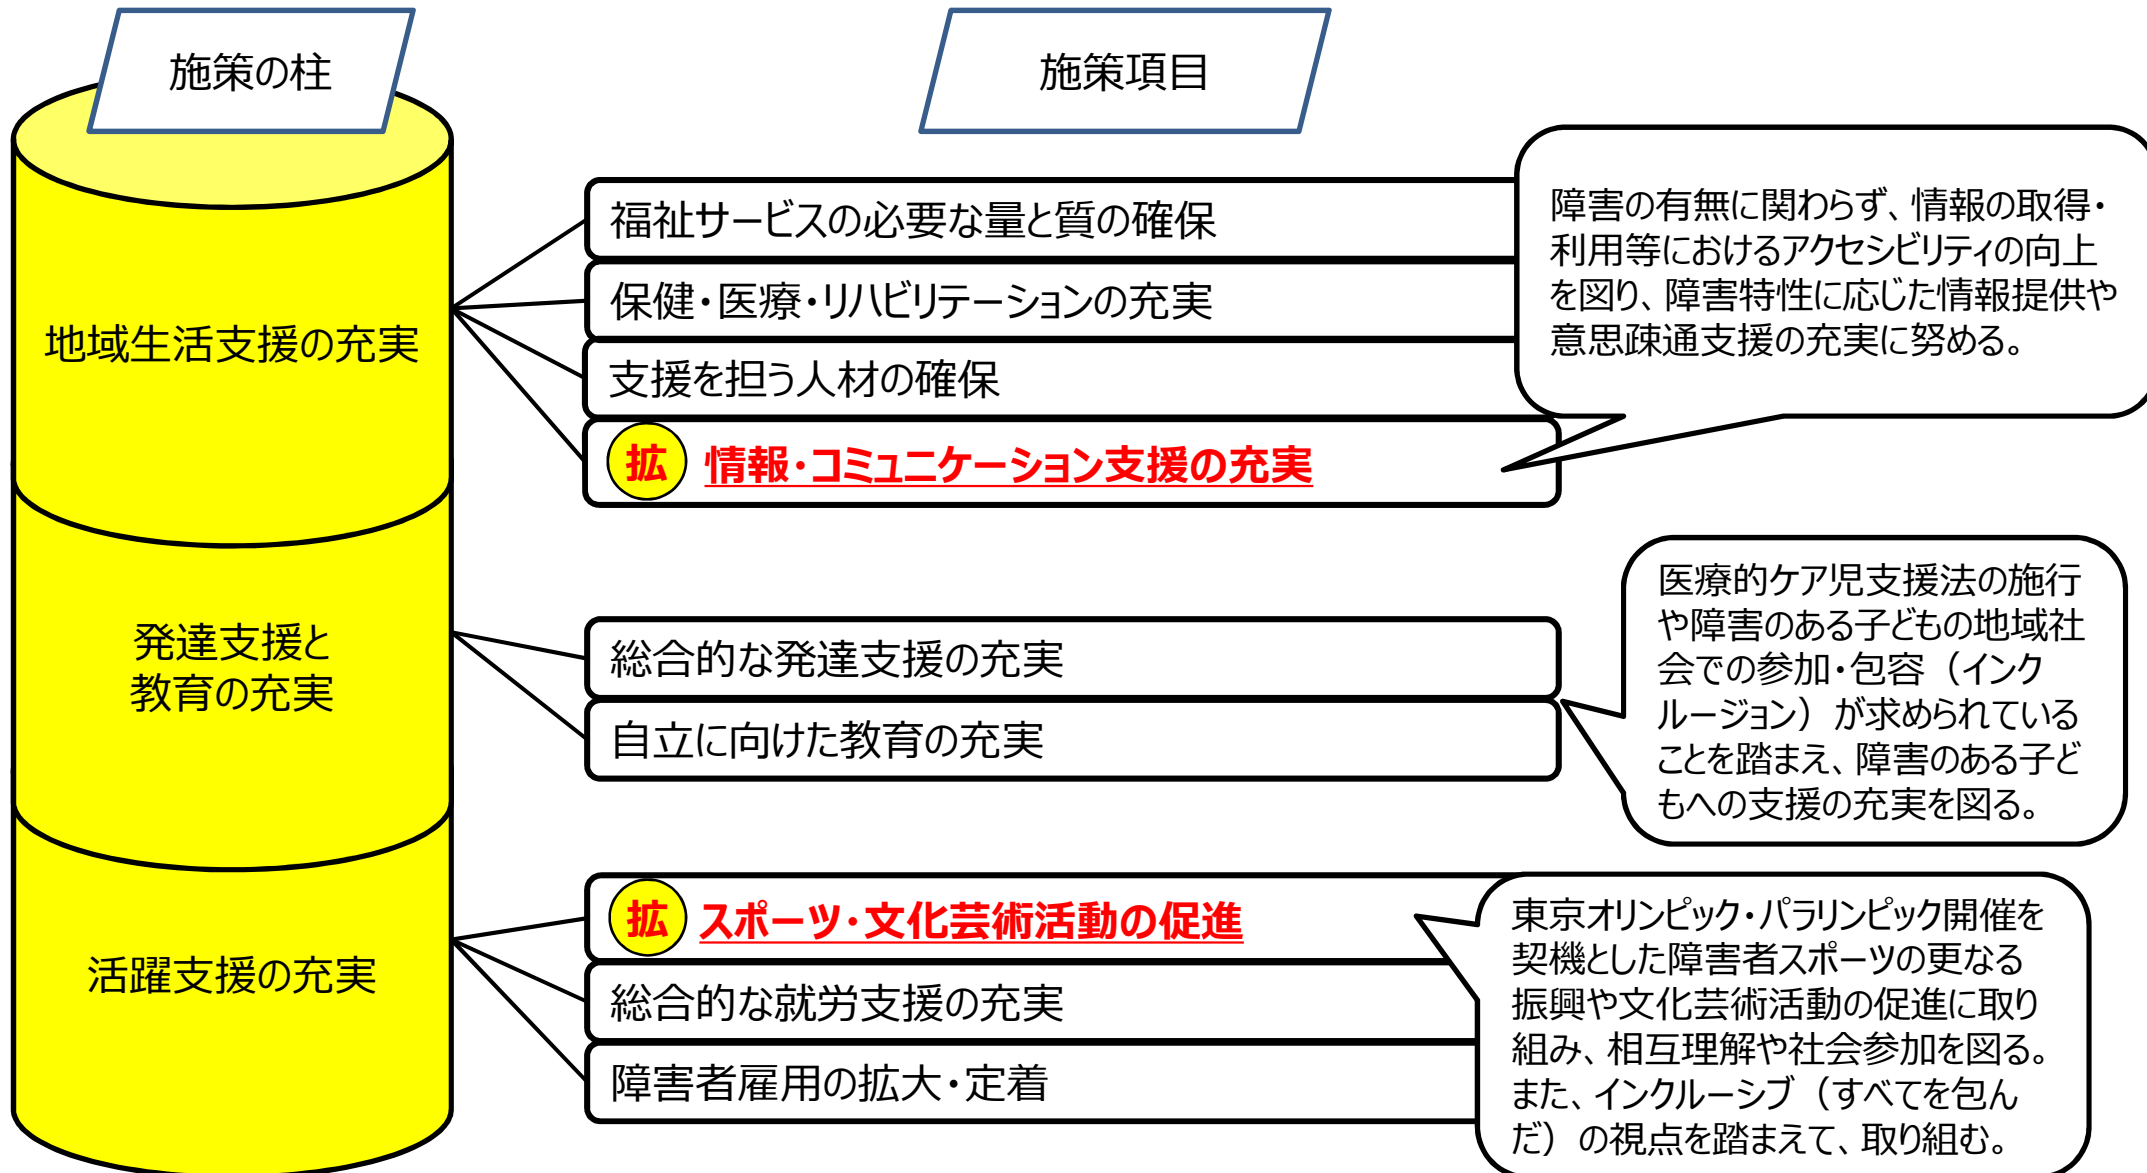 施策の柱
施策項目
地域生活支援の充実
福祉サービスの必要な量と質の確保
保健・医療・リハビリテーションの充実
支援を担う人材の確保
拡 情報・コミュニケーション支援の充実
障害の有無に関わらず、情報の取得・
利用等におけるアクセシビリティの向上
を図り、障害特性に応じた情報提供や
意思疎通支援の充実に努める。
発達支援と
教育の充実
総合的な発達支援の充実
自立に向けた教育の充実
医療的ケア児支援法の施行
や障害のある子どもの地域社
会での参加・包容（インク
ルージョン）が求められている
ことを踏まえ、障害のある子ど
もへの支援の充実を図る。
活躍支援の充実
拡 スポーツ・文化芸術活動の促進
総合的な就労支援の充実
障害者雇用の拡大・定着
東京オリンピック・パラリンピック開催を
契機とした障害者スポーツの更なる
振興や文化芸術活動の促進に取り
組み、相互理解や社会参加を図る。
また、インクルーシブ（すべてを包ん
だ）の視点を踏まえて、取り組む。